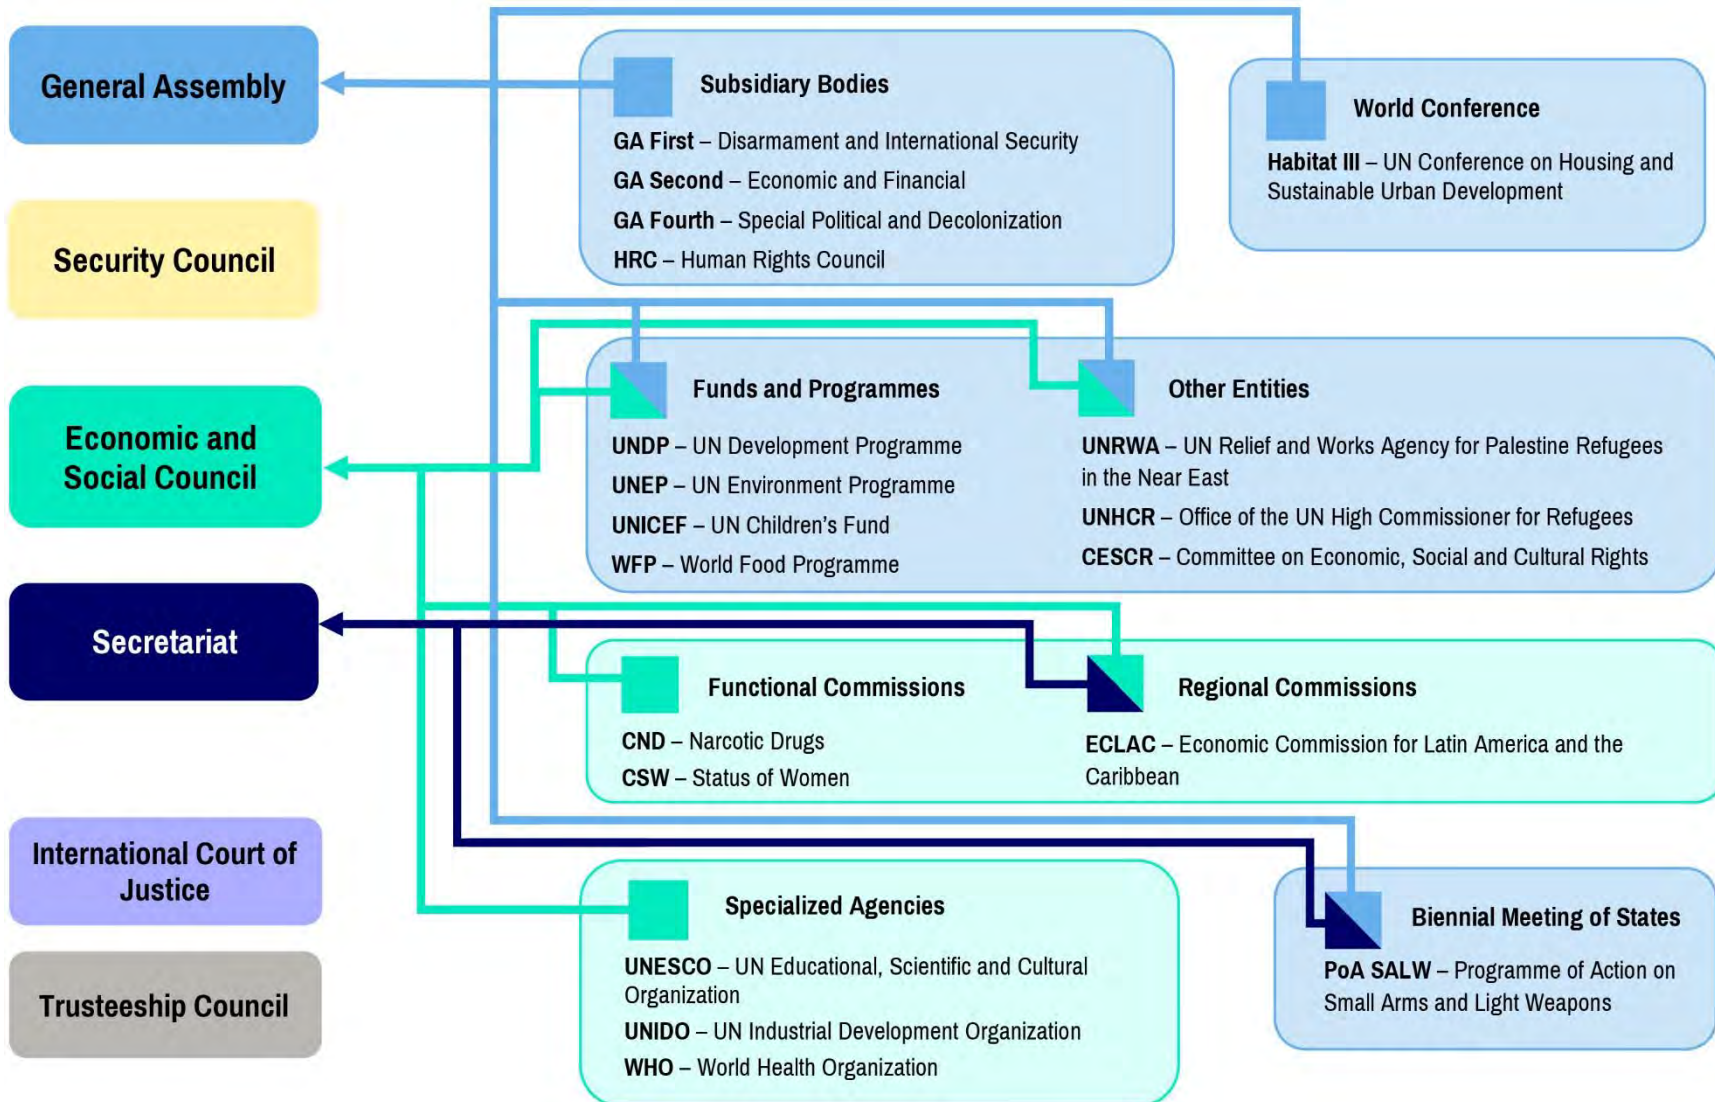 General Assembly
Security Council
Economic and
Social Council
Secretariat
International Court of
Justice
Trusteeship Council
Subsidiary Bodies
GA First – Disarmament and International Security
GA Second – Economic and Financial
GA Fourth – Special Political and Decolonization
HRC – Human Rights Council
World Conference
Habitat III – UN Conference on Housing and
Sustainable Urban Development
Funds and Programmes
UNDP – UN Development Programme
UNEP – UN Environment Programme
UNICEF – UN Children’s Fund
WFP – World Food Programme
Other Entities
UNRWA – UN Relief and Works Agency for Palestine Refugees
in the Near East
UNHCR – Office of the UN High Commissioner for Refugees
CESCR – Committee on Economic, Social and Cultural Rights
Functional Commissions
CND – Narcotic Drugs
CSW – Status of Women
Regional Commissions
ECLAC – Economic Commission for Latin America and the
Caribbean
Specialized Agencies
UNESCO – UN Educational, Scientific and Cultural
Organization
UNIDO – UN Industrial Development Organization
WHO – World Health Organization
Biennial Meeting of States
PoA SALW – Programme of Action on
Small Arms and Light Weapons